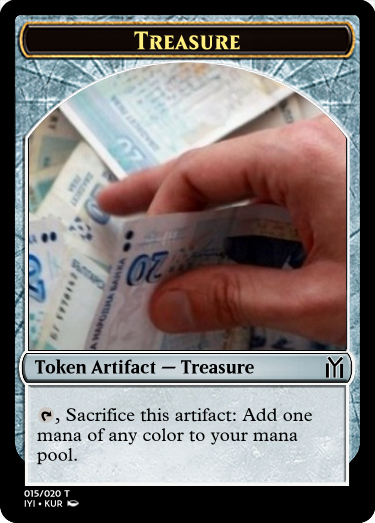 TREASURE
20
Token Artifact — Treasure
, Sacrifice this artifact: Add one
mana of any color to your mana
pool.
015/020 T
IYI • KUR